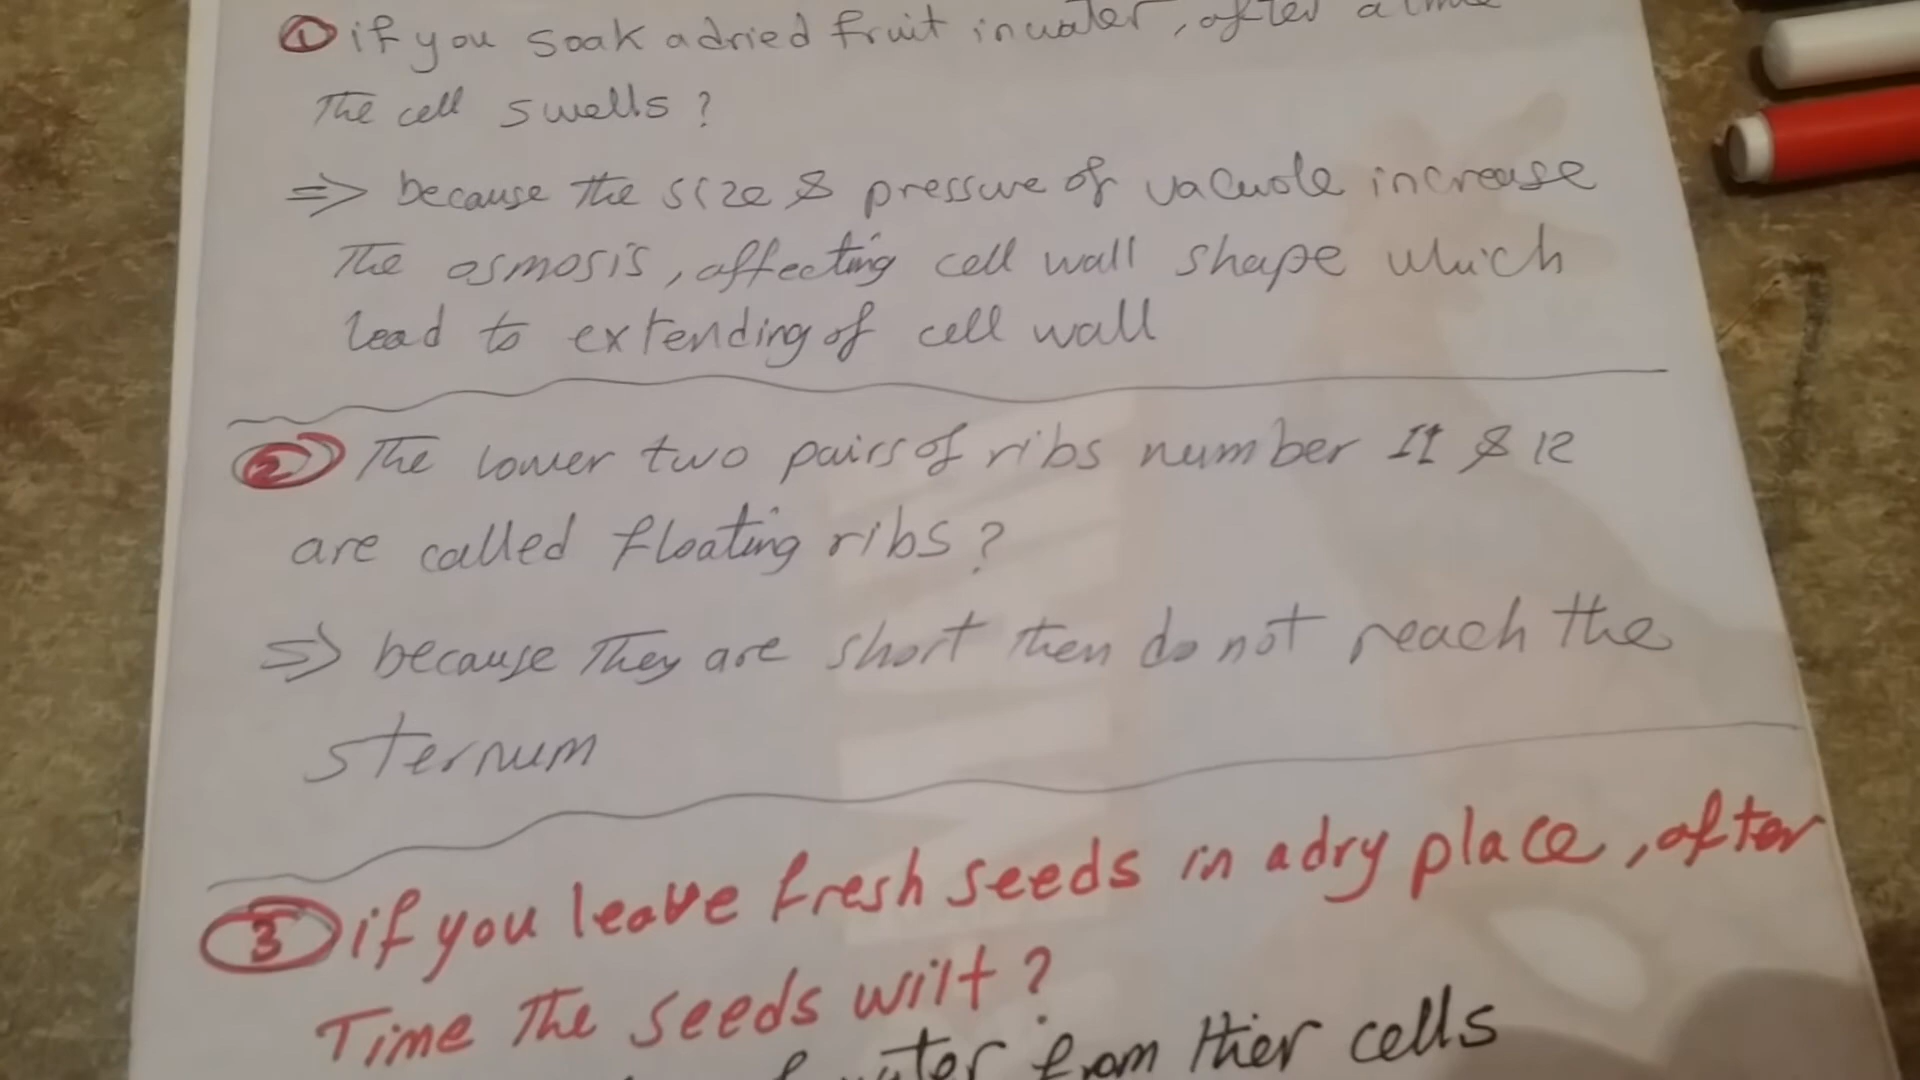 ① if you soak a dried fruit in water, after a time
The cell swells?
⇒ because the size & pressure of vacuole increase
The osmosis, affecting cell wall shape which
lead to extending of cell wall
② The lower two pairs of ribs number 11 & 12
are called floating ribs?
⇒ because They are short then do not reach the
sternum
③ if you leave fresh seeds in a dry place, after
Time The seeds wilt?
water from thier cells